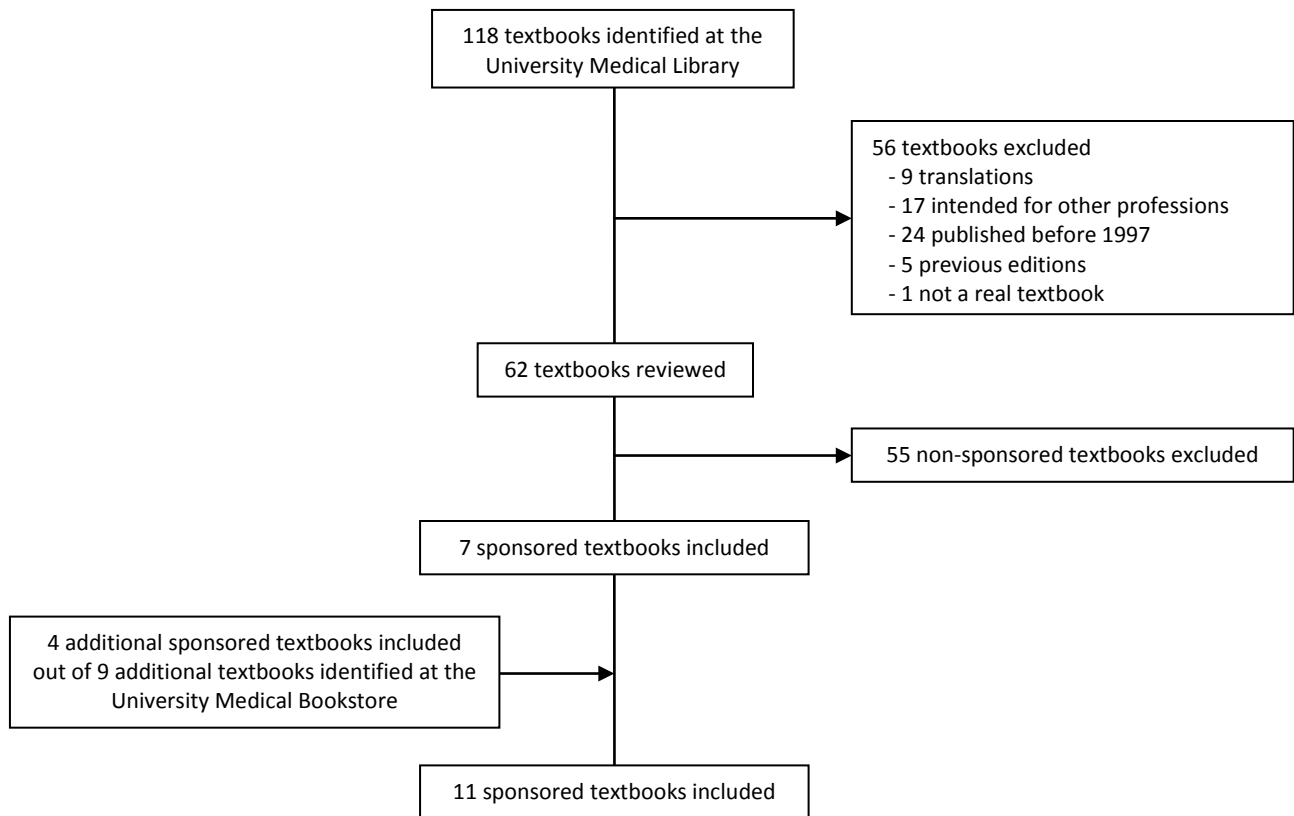 118 textbooks identified at the
University Medical Library
56 textbooks excluded
- 9 translations
- 17 intended for other professions
- 24 published before 1997
- 5 previous editions
- 1 not a real textbook
62 textbooks reviewed
55 non-sponsored textbooks excluded
7 sponsored textbooks included
4 additional sponsored textbooks included
out of 9 additional textbooks identified at the
University Medical Bookstore
11 sponsored textbooks included